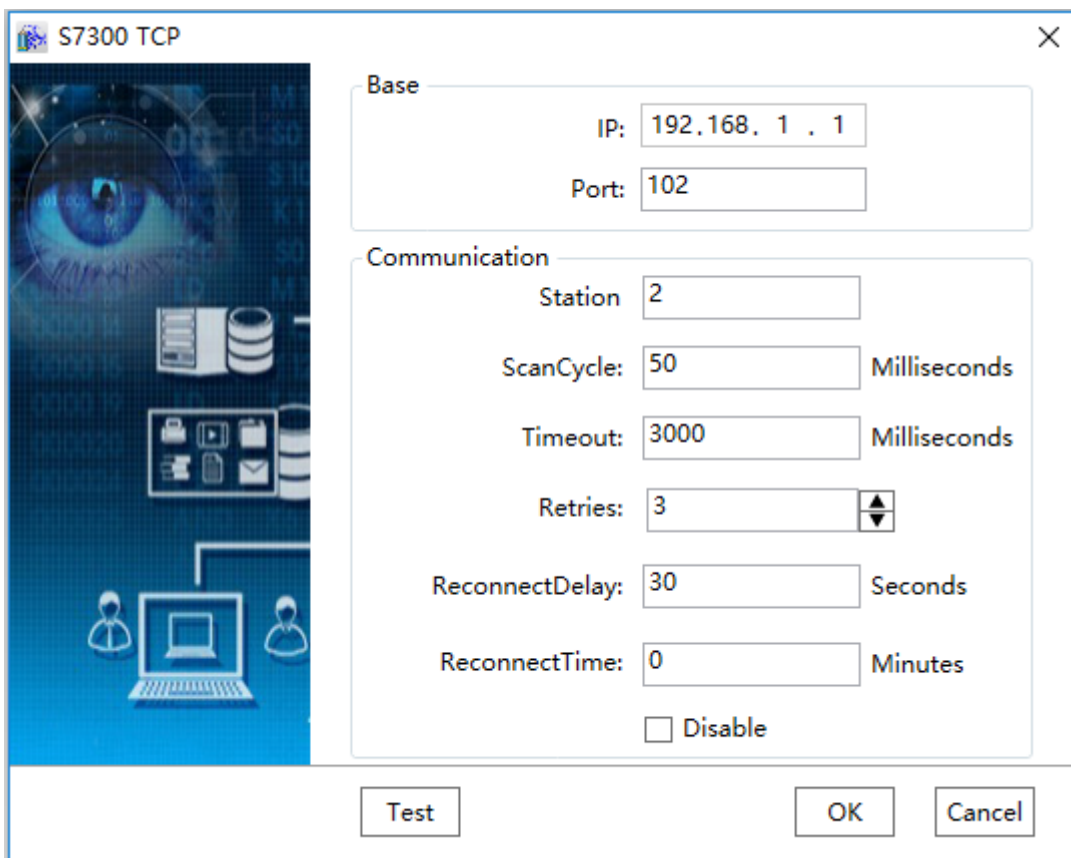 S7300 TCP
Base
IP: 192.168. 1 . 1
Port: 102
Communication
Station 2
ScanCycle: 50 Milliseconds
Timeout: 3000 Milliseconds
Retries: 3
ReconnectDelay: 30 Seconds
ReconnectTime: 0 Minutes
Disable
Test OK Cancel